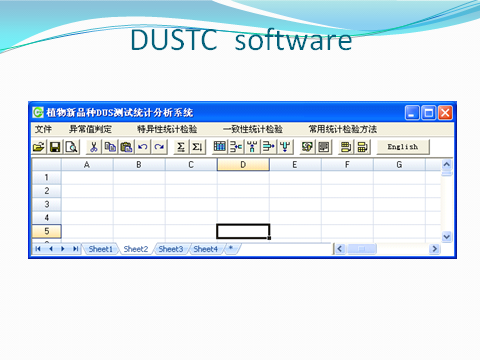 DUSTC software
植物新品种DUS测试统计分析系统
文件 异常值判定 特异性统计检验 一致性统计检验 常用统计检验方法
English
A B C D E F G
1
2
3
4
5
Sheet1 Sheet2 Sheet3 Sheet4 *